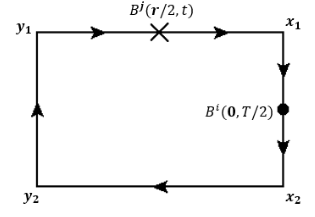 B^j(r/2, t)
y₁ x₁
B^i(0, T/2)
y₂ x₂